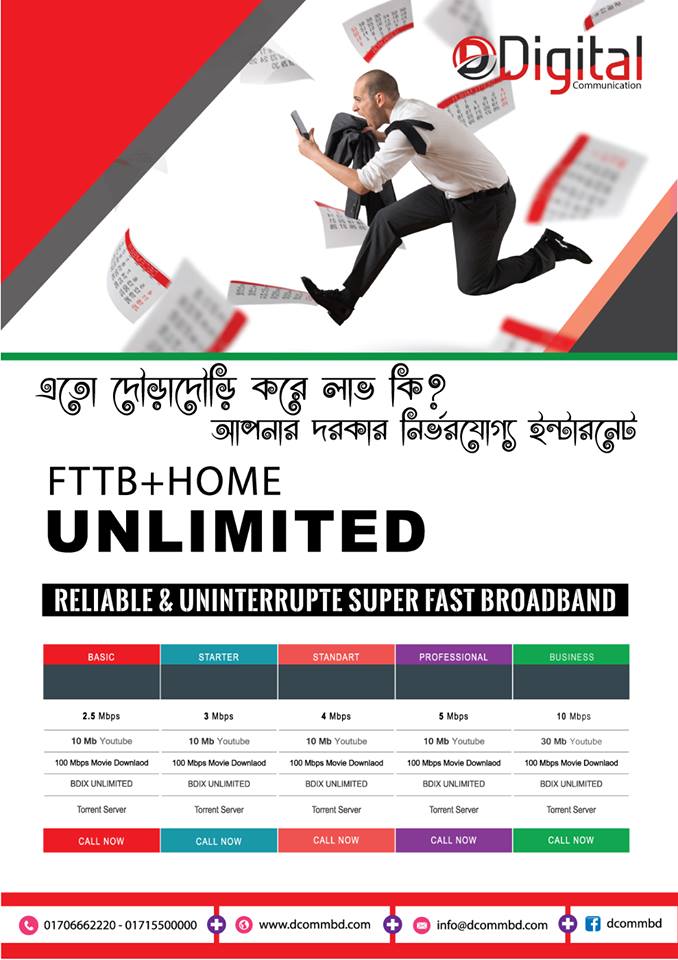 Digital
Communication
এতো দৌড়াদৌড়ি করে লাভ কি?
আপনার দরকার নির্ভরযোগ্য ইন্টারনেট
FTTB+HOME
UNLIMITED
RELIABLE & UNINTERRUPTE SUPER FAST BROADBAND
BASIC STARTER STANDART PROFESSIONAL BUSINESS
2.5 Mbps 3 Mbps 4 Mbps 5 Mbps 10 Mbps
10 Mb Youtube 10 Mb Youtube 10 Mb Youtube 10 Mb Youtube 30 Mb Youtube
100 Mbps Movie Downlaod 100 Mbps Movie Downlaod 100 Mbps Movie Downlaod 100 Mbps Movie Downlaod 100 Mbps Movie Downlaod
BDIX UNLIMITED BDIX UNLIMITED BDIX UNLIMITED BDIX UNLIMITED BDIX UNLIMITED
Torrent Server Torrent Server Torrent Server Torrent Server Torrent Server
CALL NOW CALL NOW CALL NOW CALL NOW CALL NOW
01706662220 - 01715500000 www.dcommbd.com info@dcommbd.com dcommbd